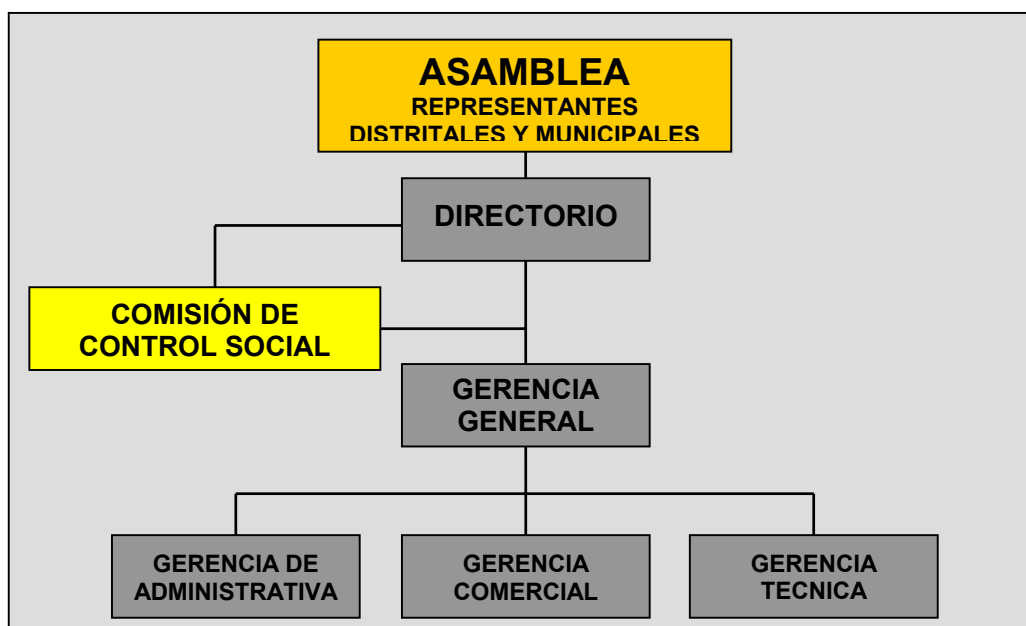 ASAMBLEA
REPRESENTANTES
DISTRITALES Y MUNICIPALES
DIRECTORIO
COMISIÓN DE
CONTROL SOCIAL
GERENCIA
GENERAL
GERENCIA DE
ADMINISTRATIVA
GERENCIA
COMERCIAL
GERENCIA
TECNICA